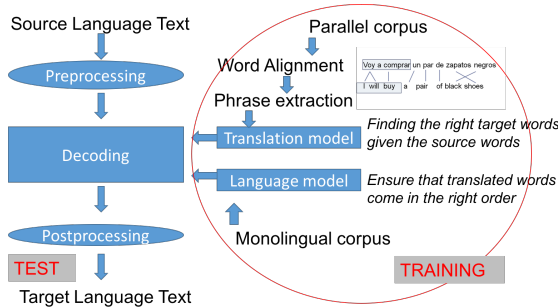 Source Language Text
Preprocessing
Decoding
Postprocessing
TEST
Target Language Text
Parallel corpus
Word Alignment
Voy a comprar un par de zapatos negros
I will buy a pair of black shoes
Phrase extraction
Translation model
Finding the right target words
given the source words
Language model
Ensure that translated words
come in the right order
Monolingual corpus
TRAINING